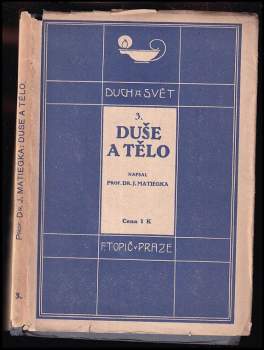 PROF. DR. J. MATIEGKA: DUŠE A TĚLO.
3.
DUCH A SVĚT
3.
DUŠE
A TĚLO
NAPSAL
PROF. DR. J. MATIEGKA
Cena 1 K
F. TOPIČ V PRAZE